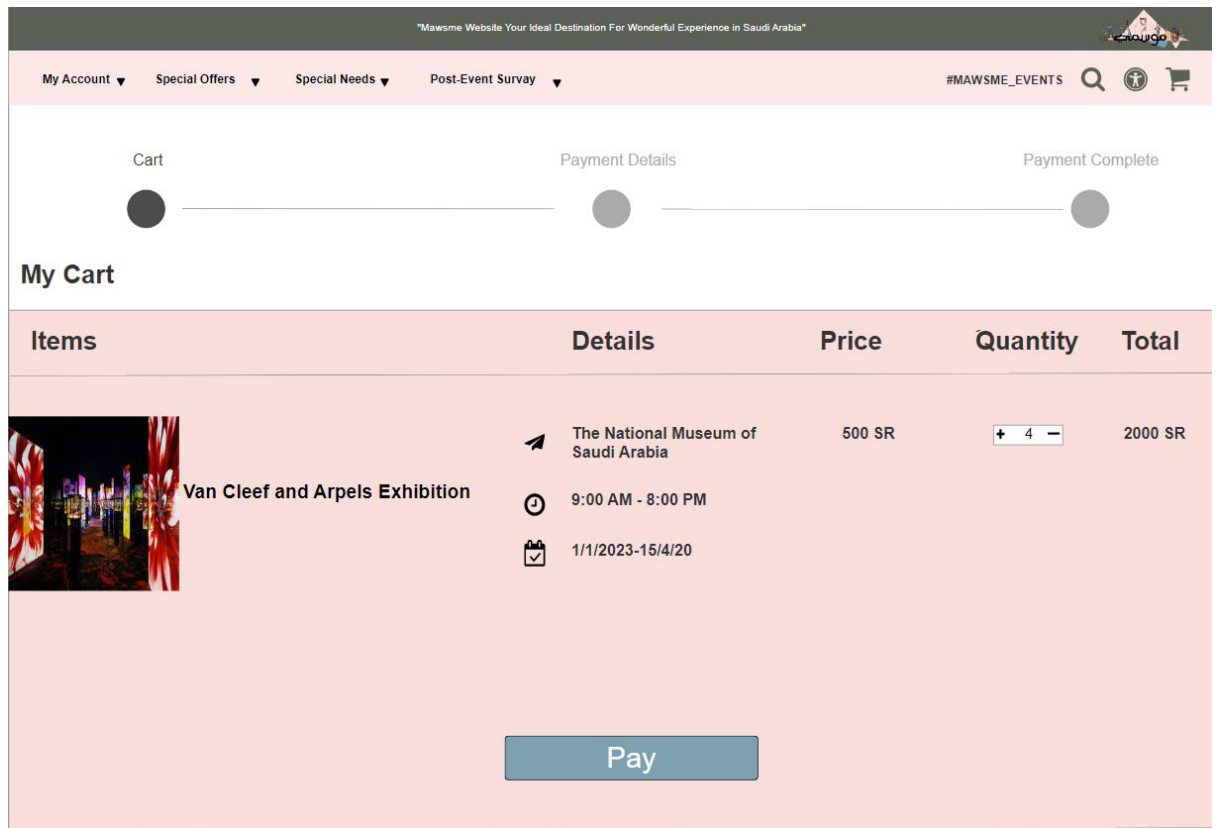 "Mawsme Website Your Ideal Destination For Wonderful Experience in Saudi Arabia"
موسمي
My Account Special Offers Special Needs Post-Event Survay #MAWSME_EVENTS
Cart Payment Details Payment Complete
My Cart
Items Details Price Quantity Total
The National Museum of Saudi Arabia 500 SR + 4 − 2000 SR
Van Cleef and Arpels Exhibition
9:00 AM - 8:00 PM
1/1/2023-15/4/20
Pay